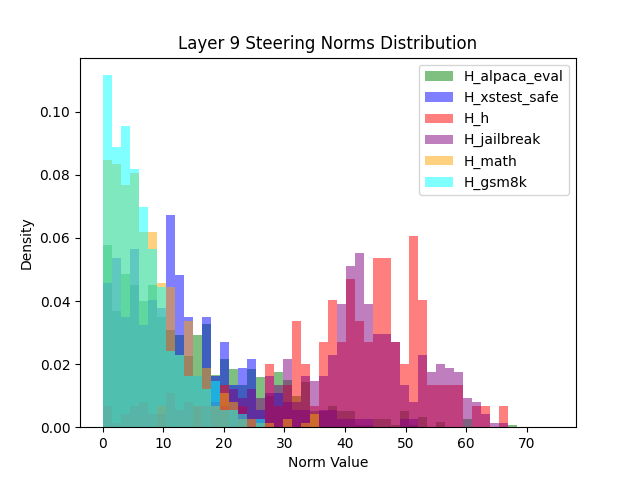 Layer 9 Steering Norms Distribution
H_alpaca_eval
H_xstest_safe
H_h
H_jailbreak
H_math
H_gsm8k
Density
0.10
0.08
0.06
0.04
0.02
0.00
0 10 20 30 40 50 60 70
Norm Value